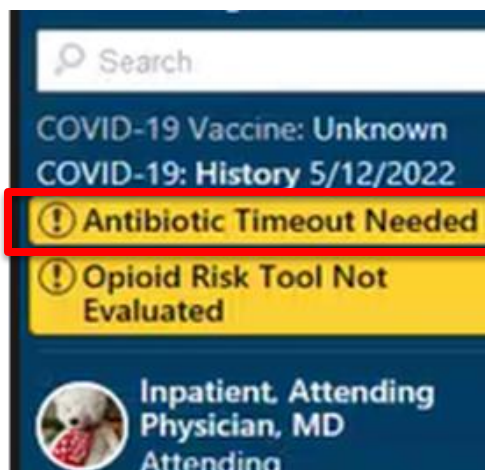 Search
COVID-19 Vaccine: Unknown
COVID-19: History 5/12/2022
Antibiotic Timeout Needed
Opioid Risk Tool Not
Evaluated
Inpatient, Attending
Physician, MD
Attending